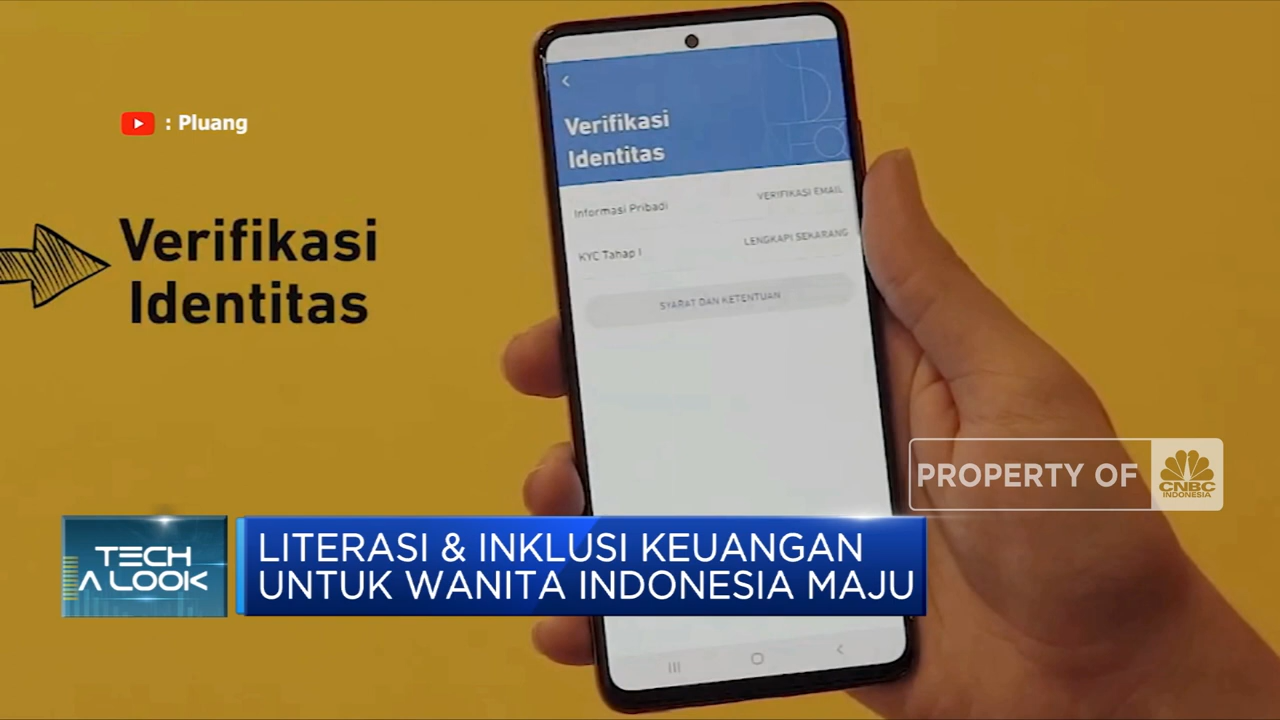 : Pluang
Verifikasi
Identitas
Verifikasi
Identitas
Informasi Pribadi
VERIFIKASI EMAIL
KYC Tahap I
LENGKAPI SEKARANG
SYARAT DAN KETENTUAN
PROPERTY OF
CNBC
INDONESIA
TECH
A LOOK
LITERASI & INKLUSI KEUANGAN
UNTUK WANITA INDONESIA MAJU